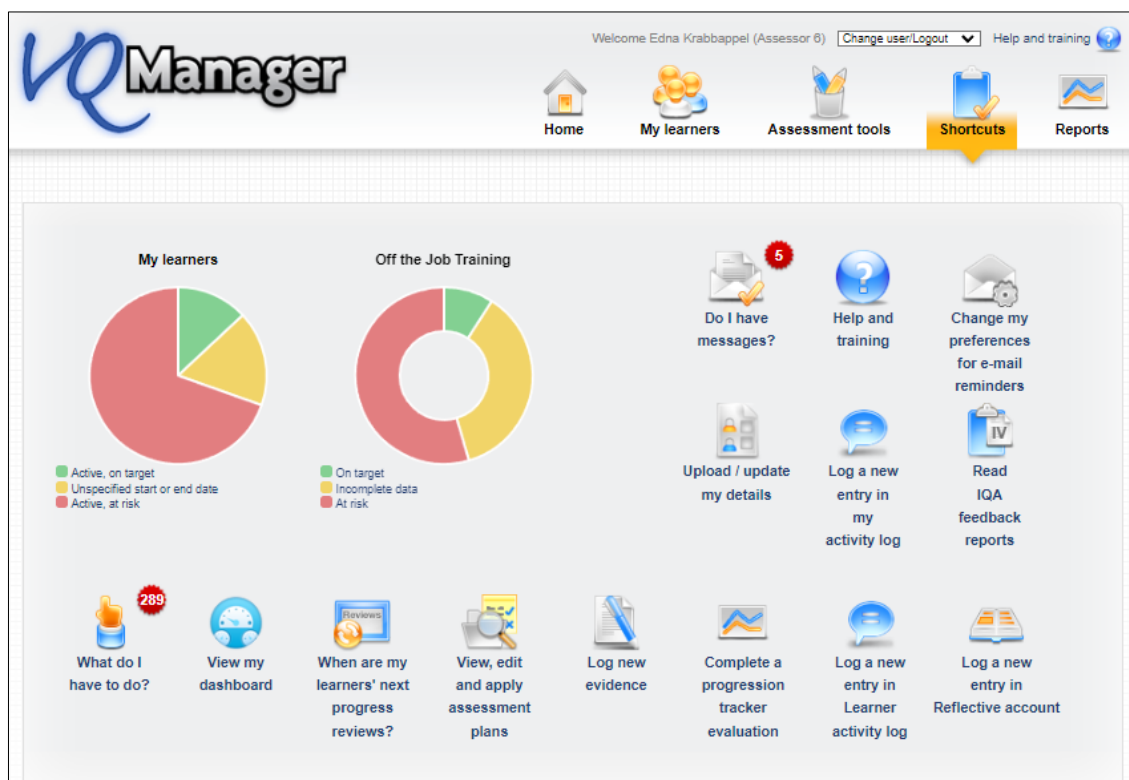 VQManager
Welcome Edna Krabbappel (Assessor 6)
Change user/Logout
Help and training
?
Home
My learners
Assessment tools
Shortcuts
Reports
My learners
Active, on target
Unspecified start or end date
Active, at risk
Off the Job Training
On target
Incomplete data
At risk
5
Do I have
messages?
?
Help and
training
Change my
preferences
for e-mail
reminders
Upload / update
my details
Log a new
entry in
my
activity log
IV
Read
IQA
feedback
reports
289
What do I
have to do?
View my
dashboard
Reviews
When are my
learners' next
progress
reviews?
View, edit
and apply
assessment
plans
Log new
evidence
Complete a
progression
tracker
evaluation
Log a new
entry in
Learner
activity log
Log a new
entry in
Reflective account